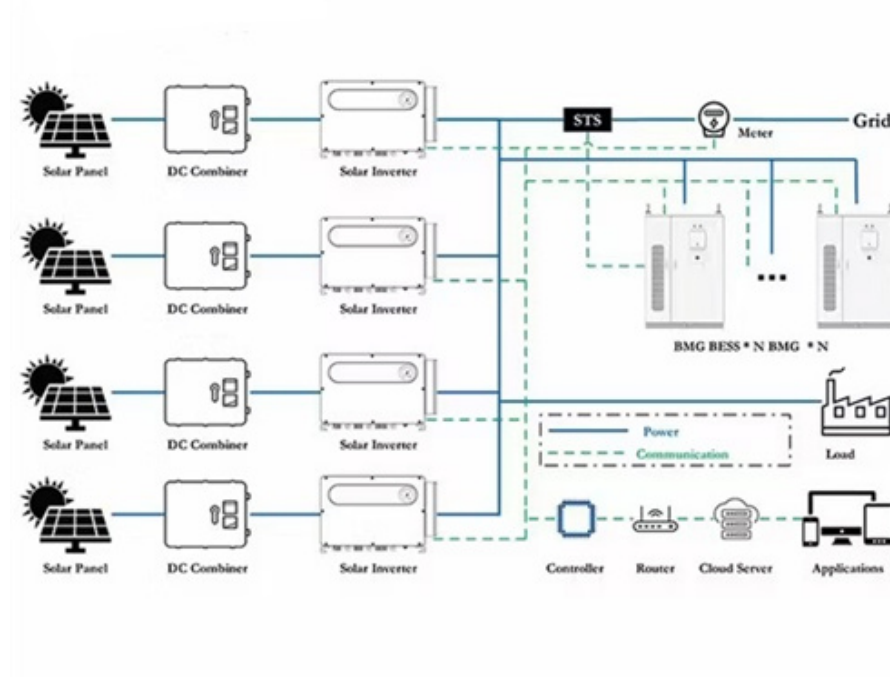 STS
Meter
Grid
Solar Panel
DC Combiner
Solar Inverter
Solar Panel
DC Combiner
Solar Inverter
BMG BESS * N BMG * N
Solar Panel
DC Combiner
Solar Inverter
Power
Communication
Load
Solar Panel
DC Combiner
Solar Inverter
Controller
Router
Cloud Server
Applications